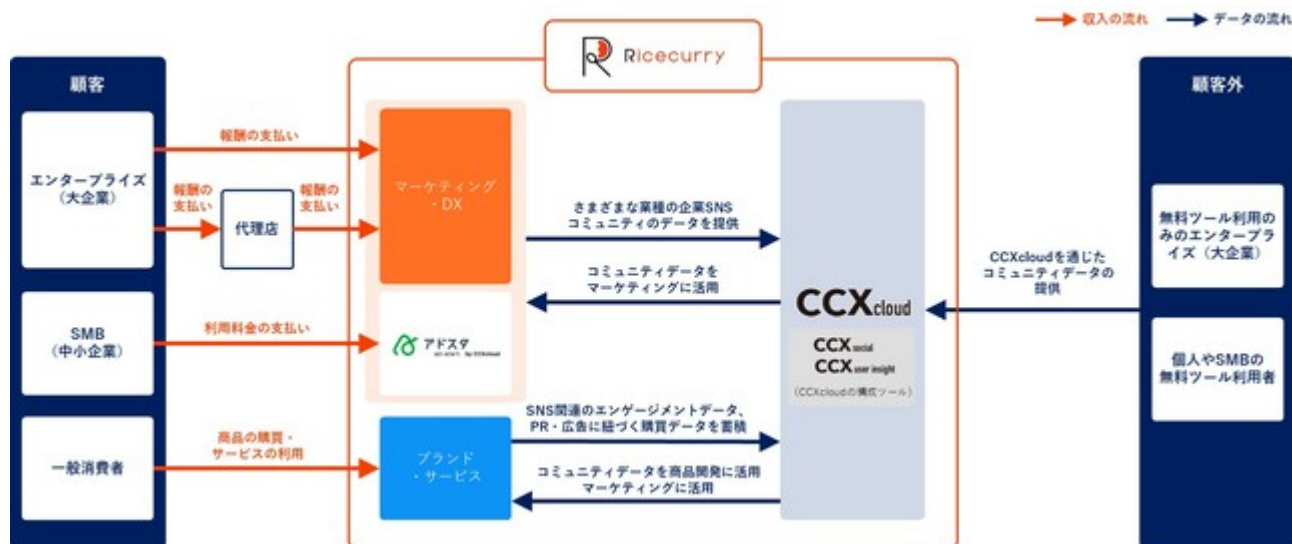 収入の流れ
データの流れ
Ricecurry
顧客
顧客外
エンタープライズ
（大企業）
SMB
（中小企業）
一般消費者
報酬の支払い
報酬の
支払い
代理店
報酬の
支払い
利用料金の支払い
商品の購買・
サービスの利用
マーケティング
・DX
アドスタ
by CCXcloud
ブランド
・サービス
さまざまな業種の企業SNS
コミュニティのデータを提供
コミュニティデータを
マーケティングに活用
SNS関連のエンゲージメントデータ、
PR・広告に紐づく購買データを蓄積
コミュニティデータを商品開発に活用
マーケティングに活用
CCXcloud
CCX social
CCX user insight
（CCXcloudの構成ツール）
CCXcloudを通じた
コミュニティデータの
提供
無料ツール利用の
みのエンタープラ
イズ（大企業）
個人やSMBの
無料ツール利用者